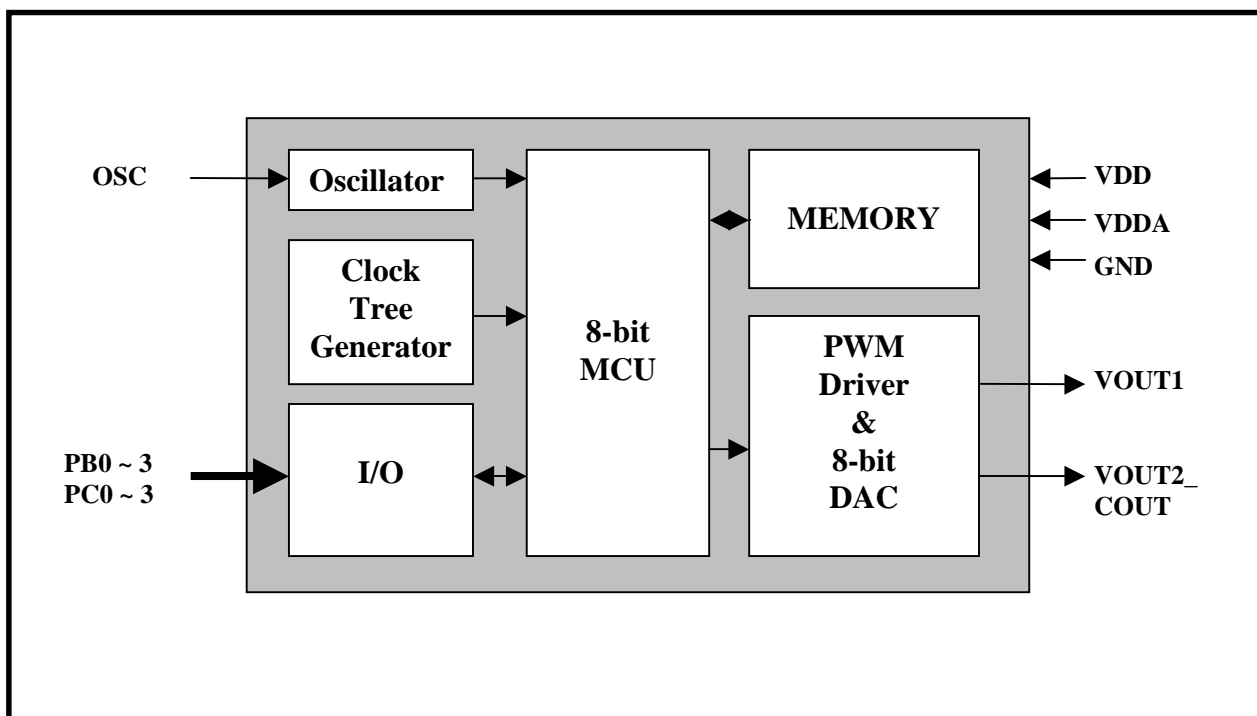 OSC
Oscillator
Clock
Tree
Generator
PB0 ~ 3
PC0 ~ 3
I/O
8-bit
MCU
MEMORY
PWM
Driver
&
8-bit
DAC
VDD
VDDA
GND
VOUT1
VOUT2_
COUT